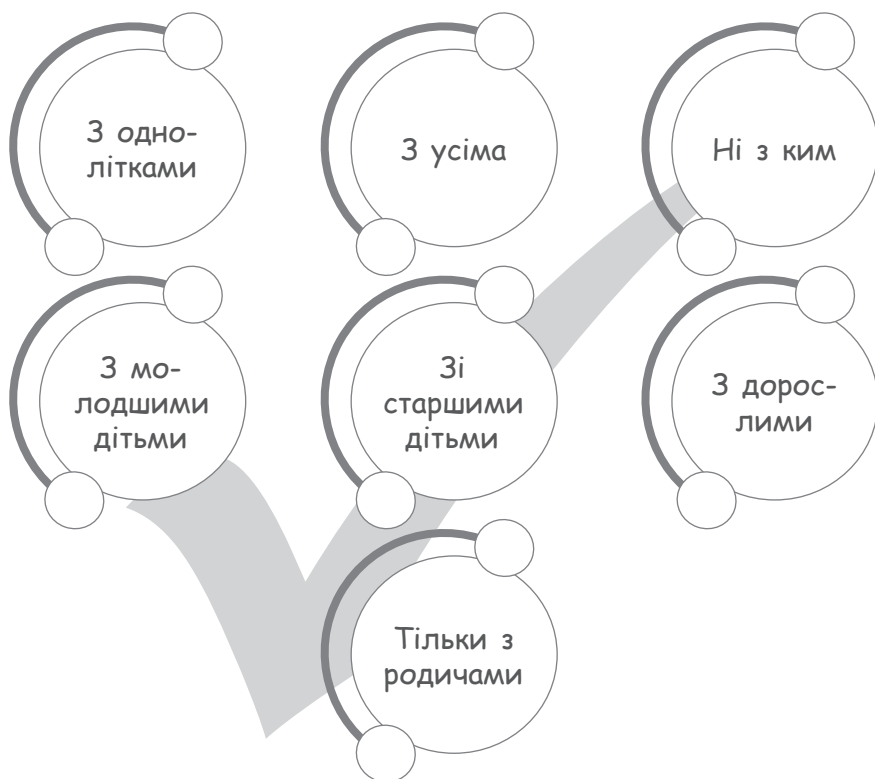 З одно-
літками
З усіма
Ні з ким
З мо-
лодшими
дітьми
Зі
старшими
дітьми
З дорос-
лими
Тільки з
родичами